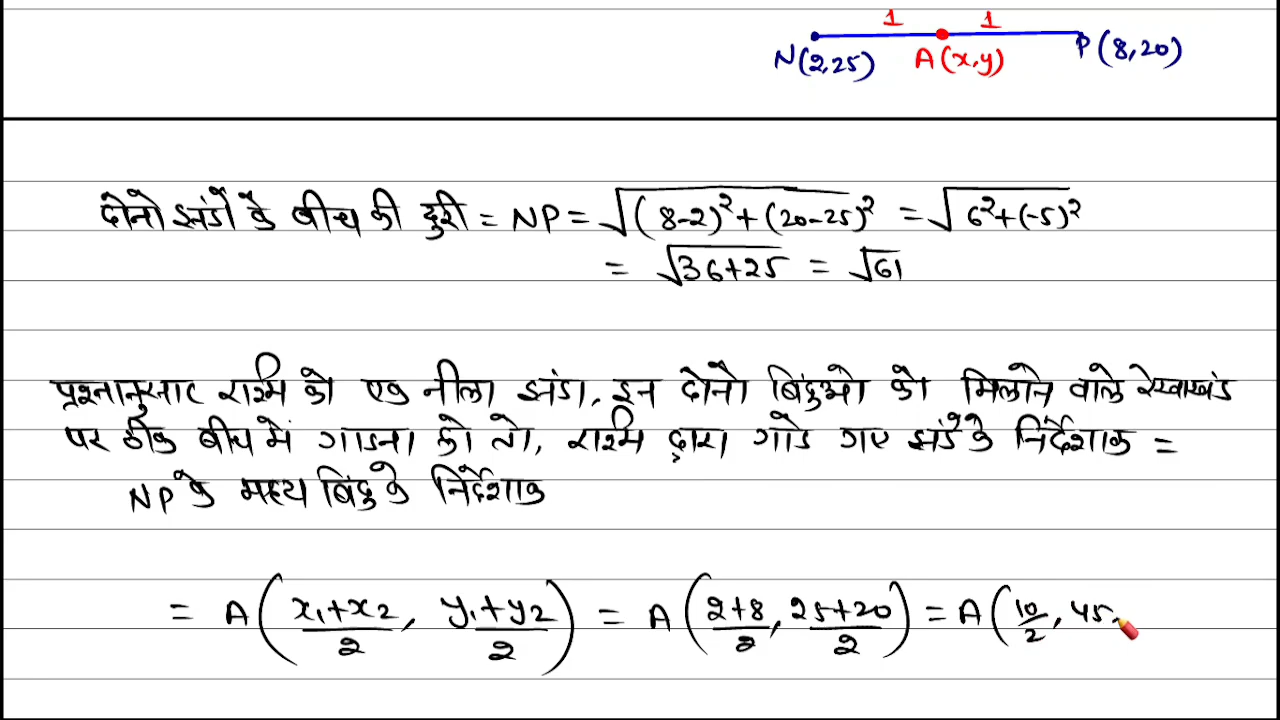 1 1
N(2,25) A(x,y) P(8,20)
दोनो झंडों के बीच की दुरी = NP = √(8-2)²+(20-25)² = √6²+(-5)²
= √36+25 = √61
प्रश्नानुसार राश्मि को एक नीला झंडा, इन दोनो बिंदुओ को मिलाने वाले रेखाखंड
पर ठीक बीच में गाडना को तो, राश्मि द्वारा गाडे गए झंडे के निर्देशाक =
NP के मध्य बिंदु के निर्देशाक
= A(x₁+x₂/2, y₁+y₂/2) = A(2+8/2, 25+20/2) = A(10/2, 45